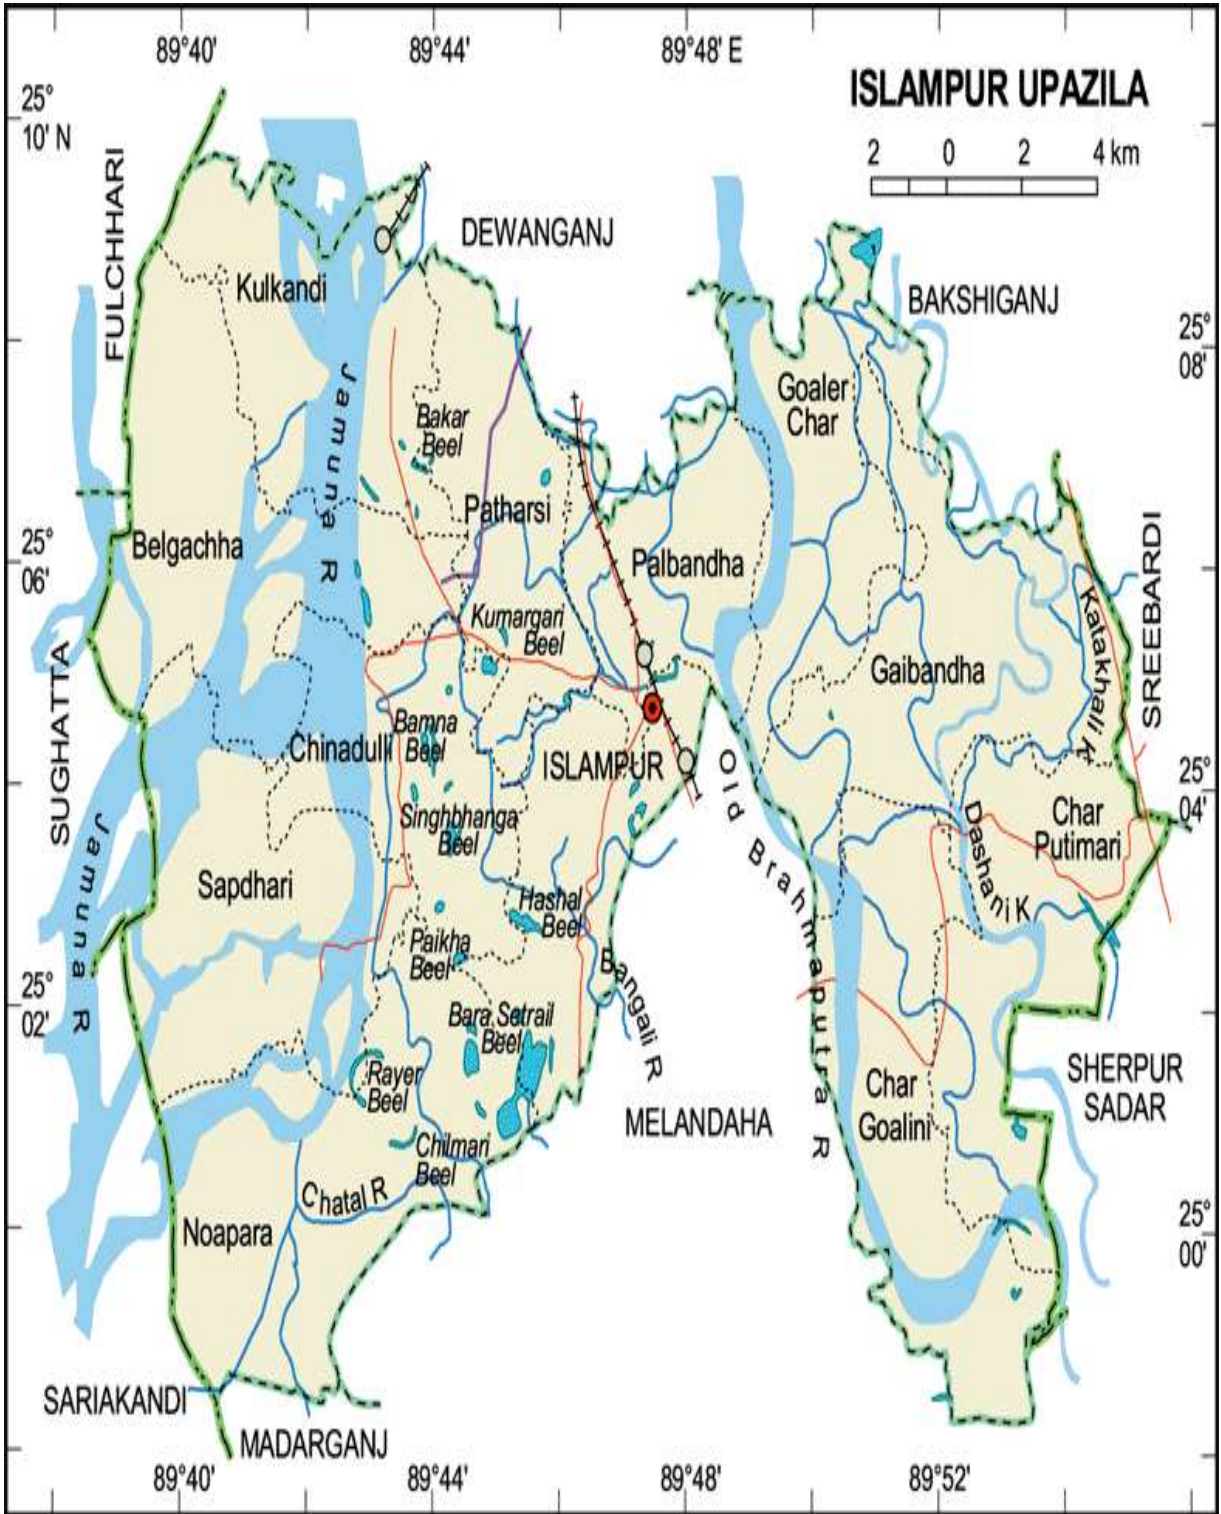 89°40'
89°44'
89°48' E
ISLAMPUR UPAZILA
25°
10' N
2 0 2 4 km
FULCHHARI
DEWANGANJ
Kulkandi
BAKSHIGANJ
25°
08'
Jamuna R
Goaler
Char
Bakar
Beel
Patharsi
SREEBARDI
25°
06'
Belgachha
Palbandha
Kumargari
Beel
Katakhali K
Gaibandha
SUGHATTA
Bamna
Beel
Chinadulli
ISLAMPUR
Old Brahmaputra R
25°
04'
Singhbhanga
Beel
Dashani K
Char
Putimari
Jamuna R
Sapdhari
Hashal
Beel
Paikha
Beel
Bangali R
25°
02'
Bara Setrail
Beel
Rayer
Beel
SHERPUR
SADAR
Char
Goalini
MELANDAHA
Chilmari
Beel
Chatal R
Noapara
25°
00'
SARIAKANDI
MADARGANJ
89°40'
89°44'
89°48'
89°52'